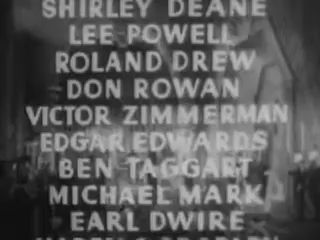 SHIRLEY DEANE
LEE POWELL
ROLAND DREW
DON ROWAN
VICTOR ZIMMERMAN
EDGAR EDWARDS
BEN TAGGART
MICHAEL MARK
EARL DWIRE